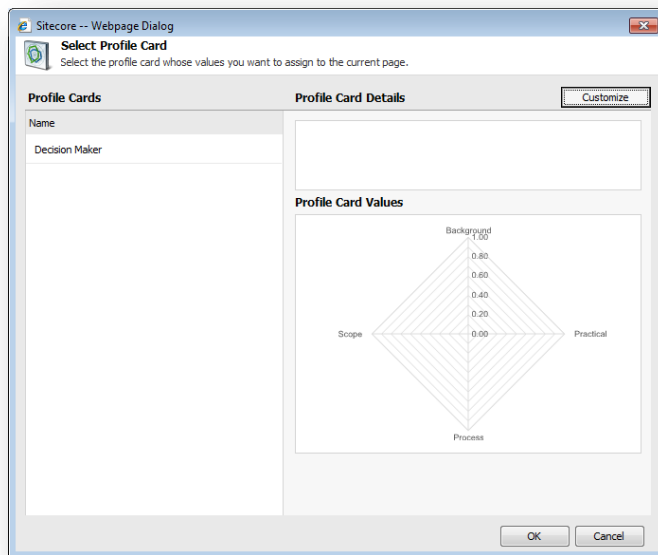 Sitecore -- Webpage Dialog
Select Profile Card
Select the profile card whose values you want to assign to the current page.
Profile Cards
Profile Card Details
Customize
Name
Decision Maker
Profile Card Values
Background
1.00
0.80
0.60
0.40
0.20
0.00
Scope
Practical
Process
OK
Cancel